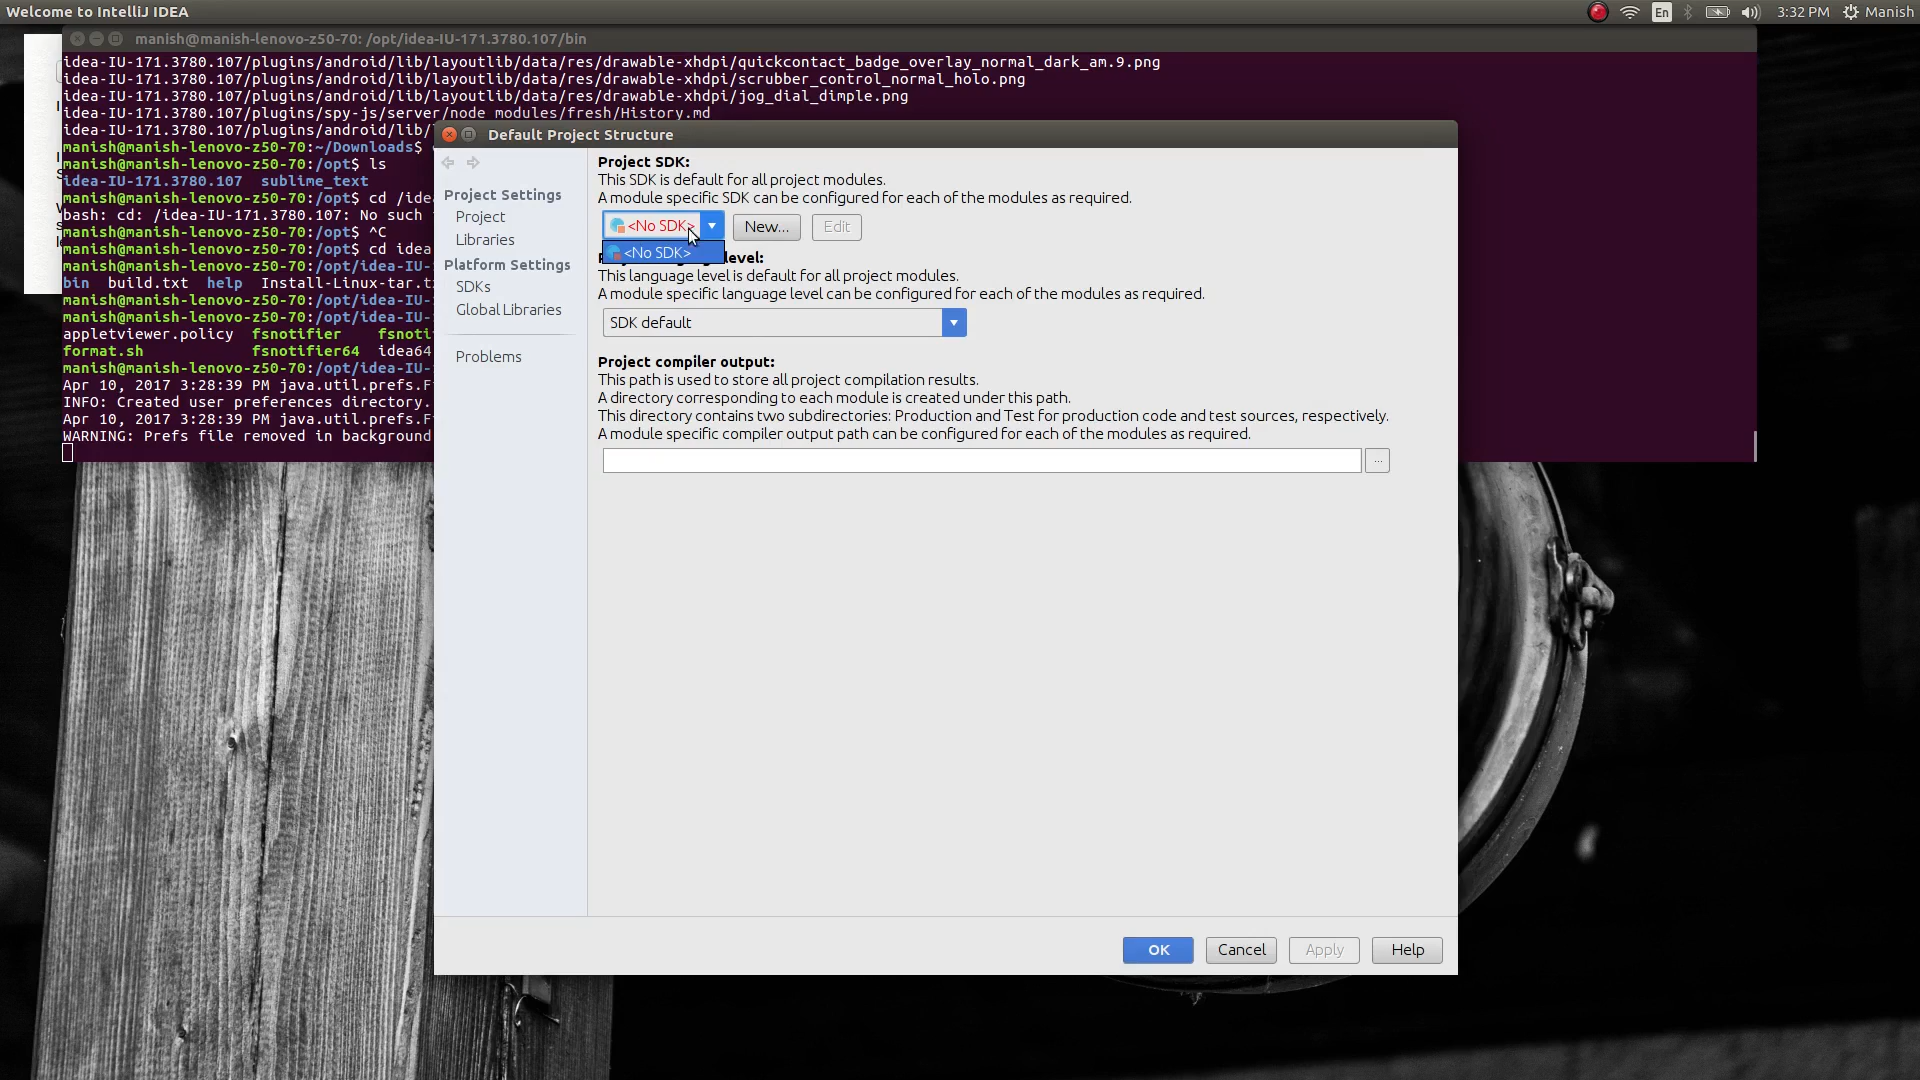 Welcome to IntelliJ IDEA
En
3:32 PM
Manish
manish@manish-lenovo-z50-70: /opt/idea-IU-171.3780.107/bin
idea-IU-171.3780.107/plugins/android/lib/layoutlib/data/res/drawable-xhdpi/quickcontact_badge_overlay_normal_dark_am.9.png
idea-IU-171.3780.107/plugins/android/lib/layoutlib/data/res/drawable-xhdpi/scrubber_control_normal_holo.png
idea-IU-171.3780.107/plugins/android/lib/layoutlib/data/res/drawable-xhdpi/jog_dial_dimple.png
idea-IU-171.3780.107/plugins/spy-js/server/node_modules/fresh/History.md
idea-IU-171.3780.107/plugins/android/lib/
manish@manish-lenovo-z50-70:~/Downloads$
manish@manish-lenovo-z50-70:/opt$ ls
idea-IU-171.3780.107 sublime_text
manish@manish-lenovo-z50-70:/opt$ cd /idea
bash: cd: /idea-IU-171.3780.107: No such
manish@manish-lenovo-z50-70:/opt$ ^C
manish@manish-lenovo-z50-70:/opt$ cd idea
manish@manish-lenovo-z50-70:/opt/idea-IU-
bin build.txt help Install-Linux-tar.t
manish@manish-lenovo-z50-70:/opt/idea-IU-
manish@manish-lenovo-z50-70:/opt/idea-IU-
appletviewer.policy fsnotifier fsnoti
format.sh fsnotifier64 idea64
manish@manish-lenovo-z50-70:/opt/idea-IU-
Apr 10, 2017 3:28:39 PM java.util.prefs.F
INFO: Created user preferences directory.
Apr 10, 2017 3:28:39 PM java.util.prefs.F
WARNING: Prefs file removed in background
Default Project Structure
Project Settings
Project
Libraries
Platform Settings
SDKs
Global Libraries
Problems
Project SDK:
This SDK is default for all project modules.
A module specific SDK can be configured for each of the modules as required.
<No SDK>
New...
Edit
<No SDK>
level:
This language level is default for all project modules.
A module specific language level can be configured for each of the modules as required.
SDK default
Project compiler output:
This path is used to store all project compilation results.
A directory corresponding to each module is created under this path.
This directory contains two subdirectories: Production and Test for production code and test sources, respectively.
A module specific compiler output path can be configured for each of the modules as required.
...
OK
Cancel
Apply
Help